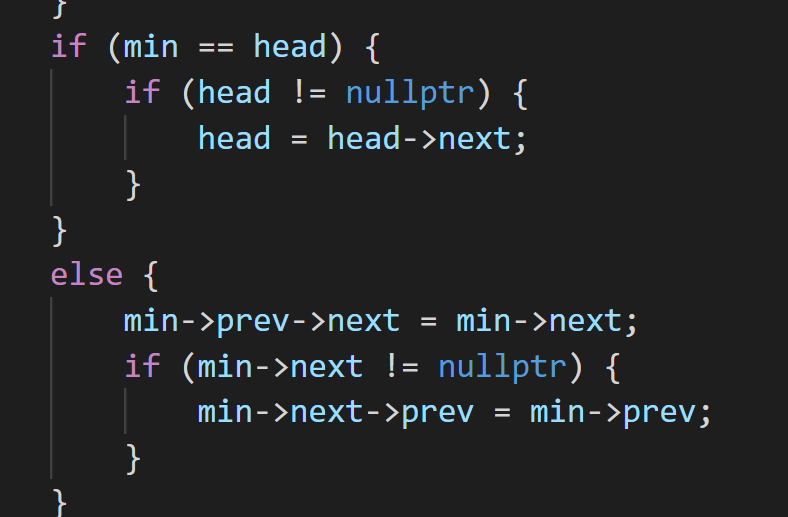 }
if (min == head) {
    if (head != nullptr) {
        head = head->next;
    }
}
else {
    min->prev->next = min->next;
    if (min->next != nullptr) {
        min->next->prev = min->prev;
    }
}